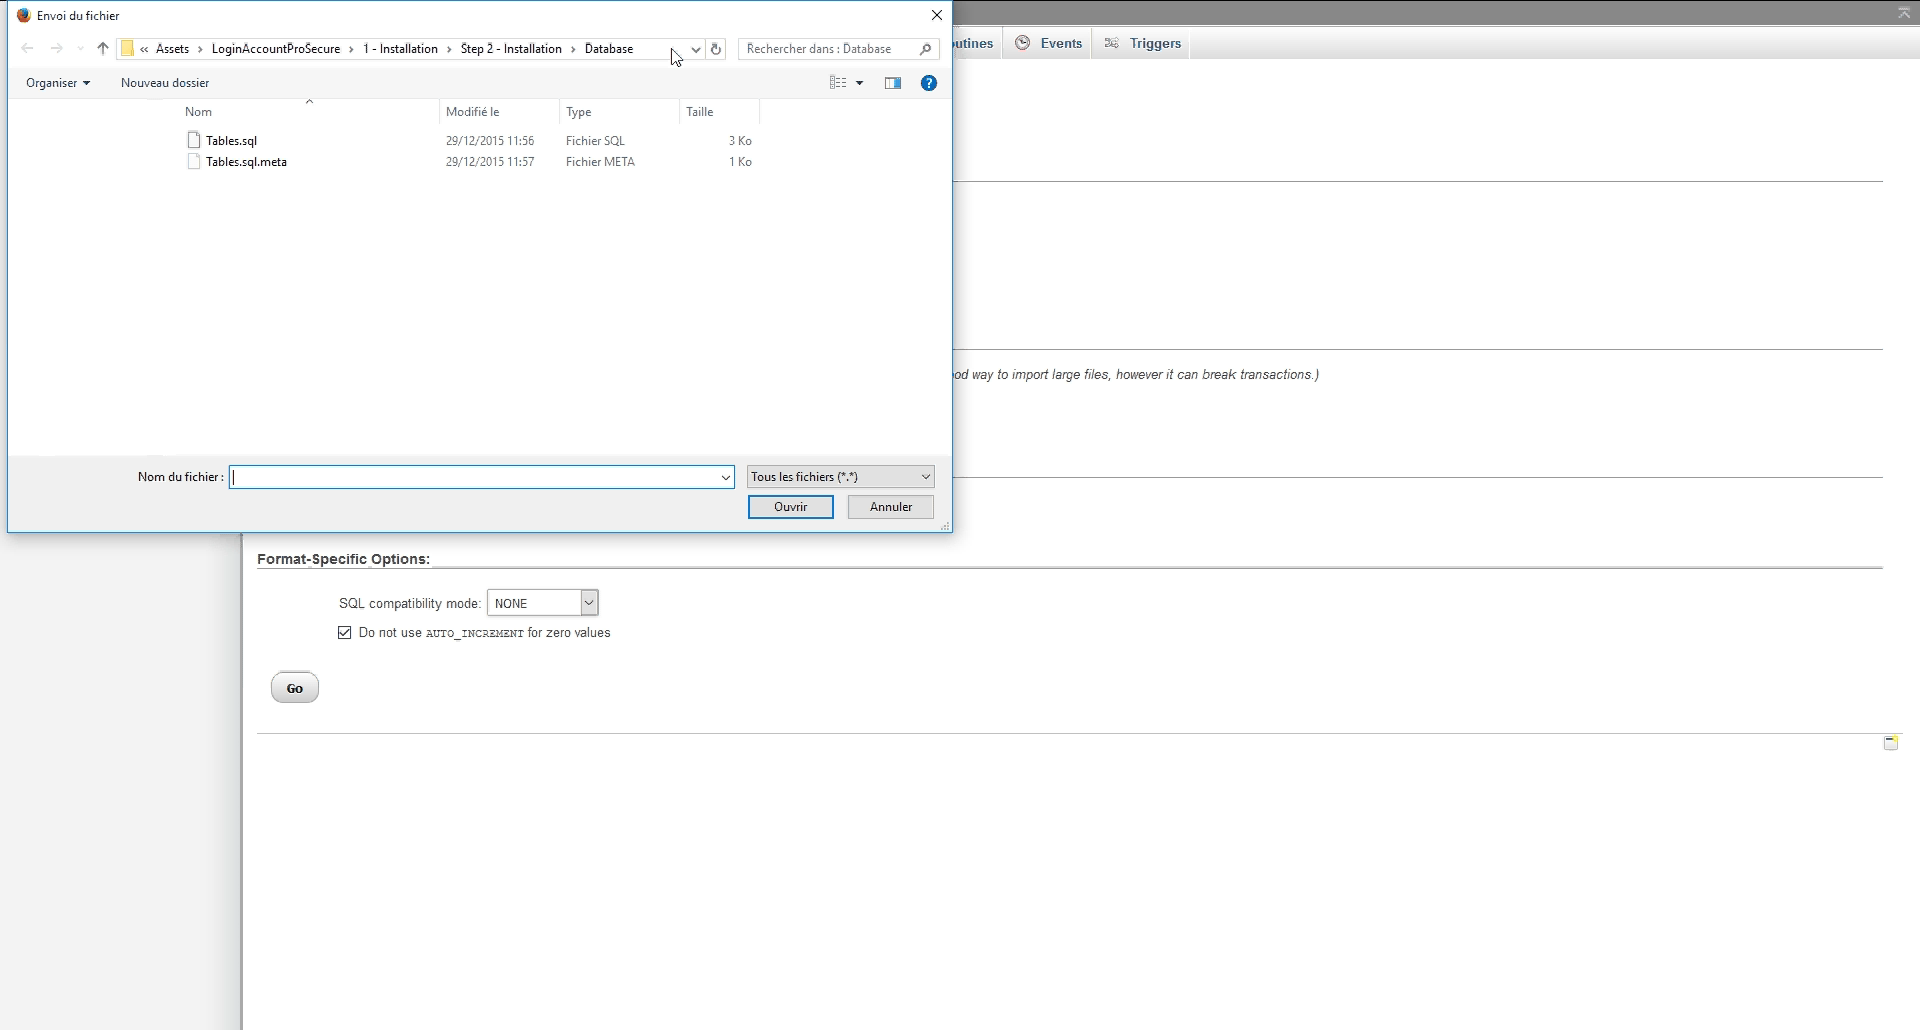 Envoi du fichier
« Assets › LoginAccountProSecure › 1 - Installation › Step 2 - Installation › Database
Rechercher dans : Database
Events
Triggers
Organiser
Nouveau dossier
Nom
Modifié le
Type
Taille
Tables.sql
29/12/2015 11:56
Fichier SQL
3 Ko
Tables.sql.meta
29/12/2015 11:57
Fichier META
1 Ko
way to import large files, however it can break transactions.)
Nom du fichier :
Tous les fichiers (*.*)
Ouvrir
Annuler
Format-Specific Options:
SQL compatibility mode: NONE
Do not use AUTO_INCREMENT for zero values
Go